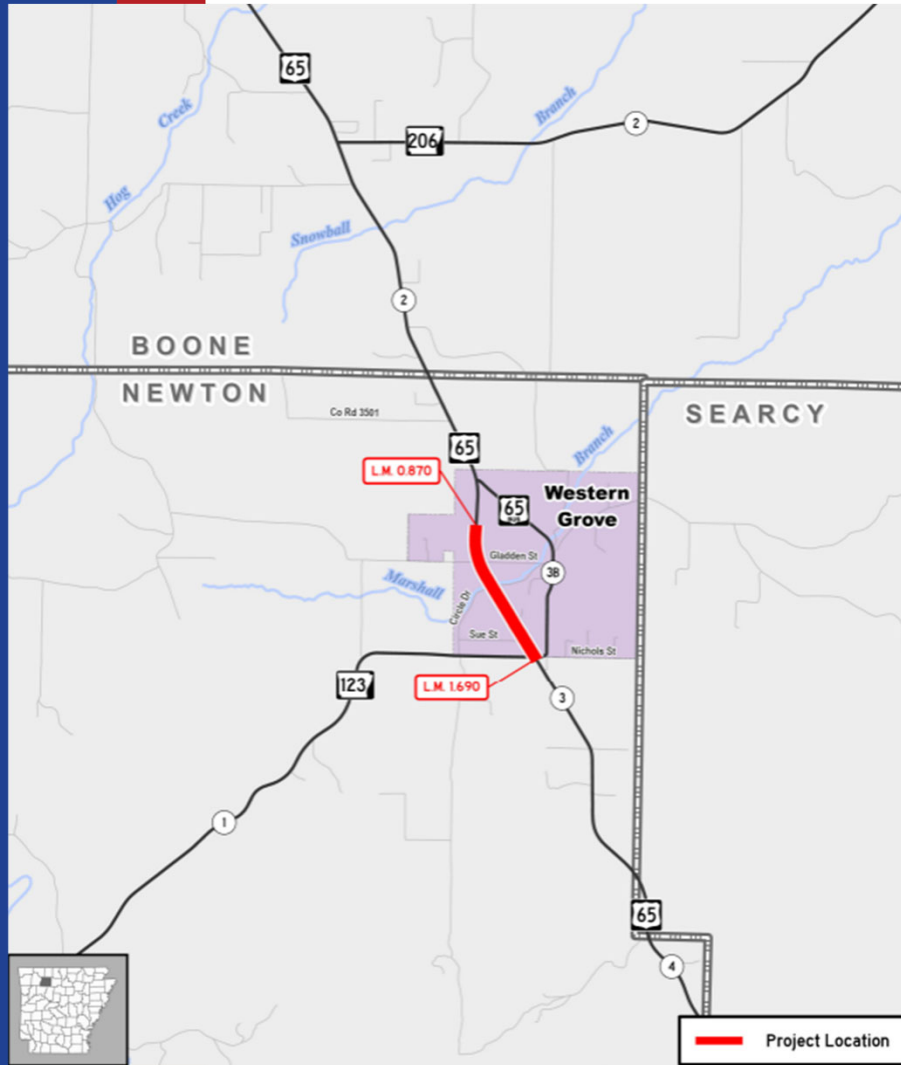 65
Creek
Hog
Branch
2
206
Snowball
2
BOONE
NEWTON
SEARCY
Co Rd 3501
65
L.M. 0.870
Branch
Western
Grove
65
BUS
Gladden St
3B
Marshall
Circle Dr
Sue St
Nichols St
123
L.M. 1.690
3
1
65
4
Project Location